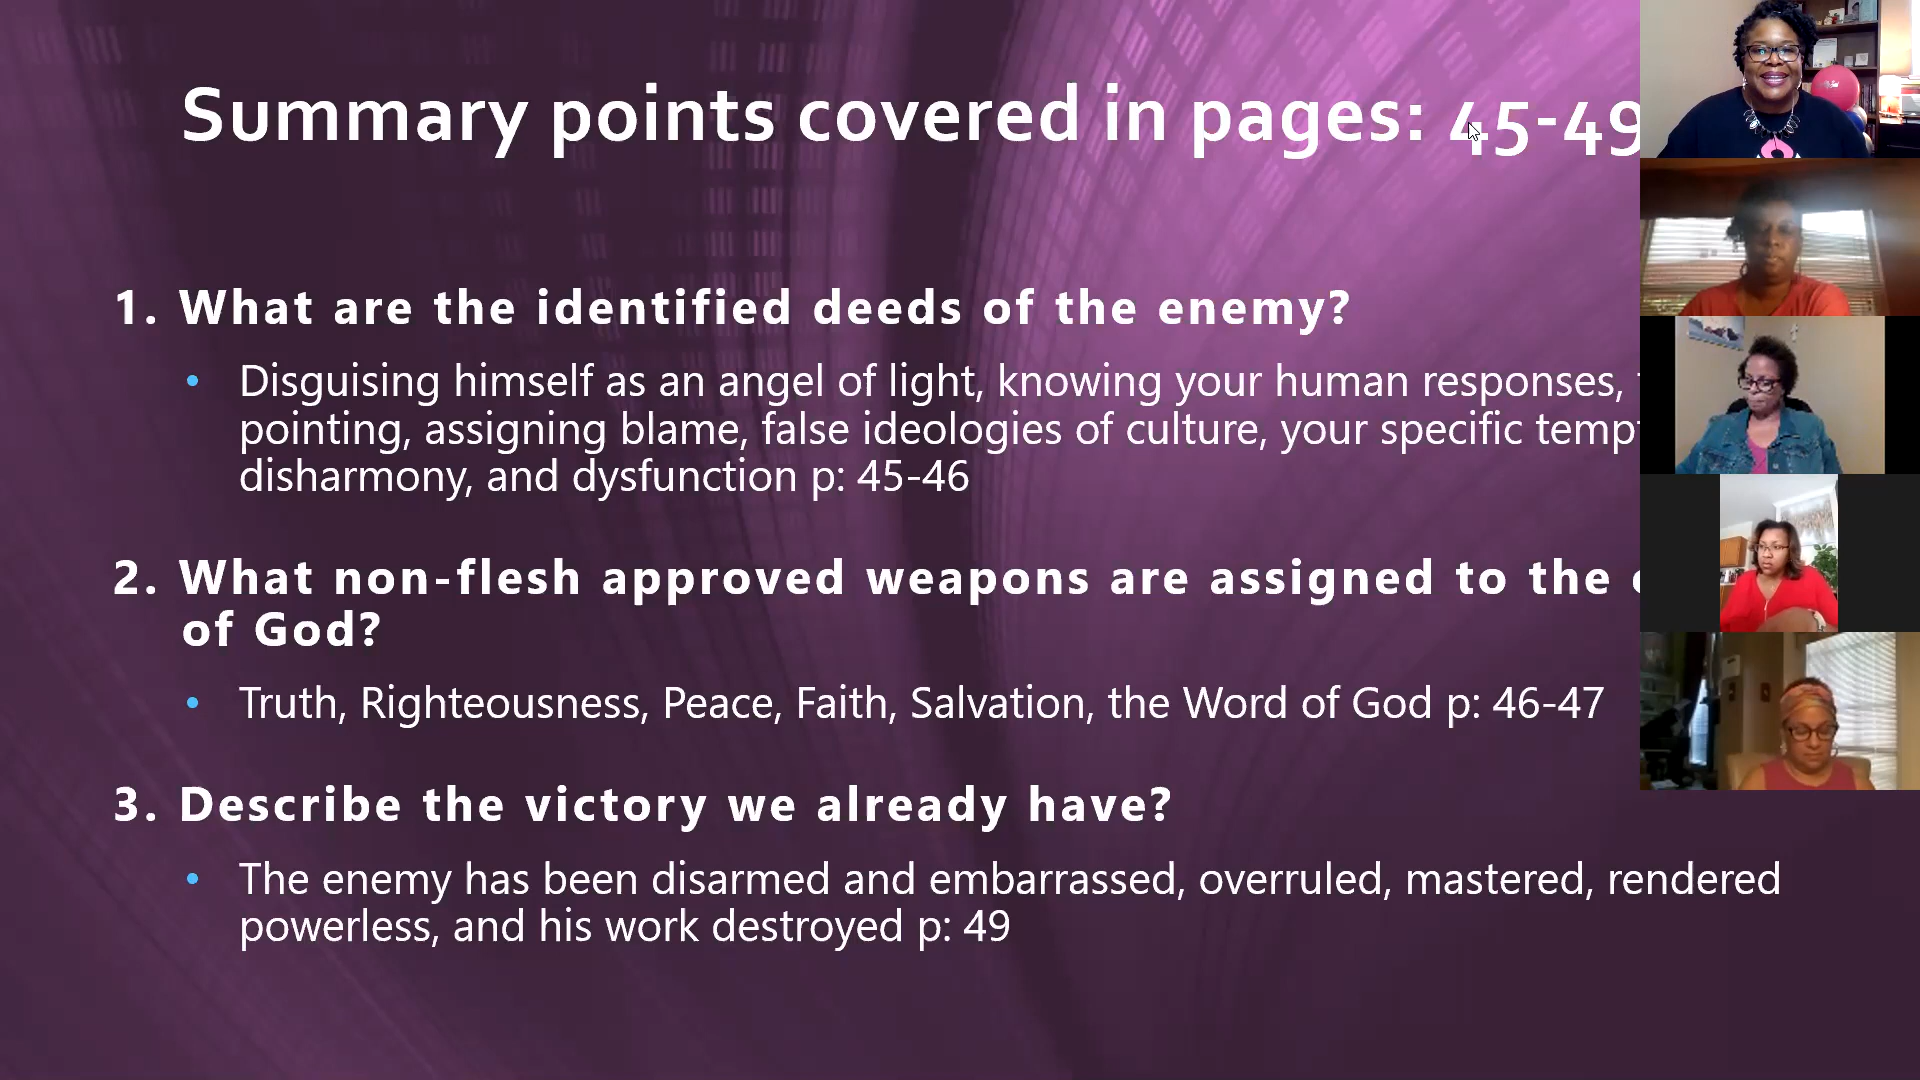 Summary points covered in pages: 45-49
1. What are the identified deeds of the enemy?
• Disguising himself as an angel of light, knowing your human responses,
pointing, assigning blame, false ideologies of culture, your specific
disharmony, and dysfunction p: 45-46
2. What non-flesh approved weapons are assigned to the
of God?
• Truth, Righteousness, Peace, Faith, Salvation, the Word of God p: 46-47
3. Describe the victory we already have?
• The enemy has been disarmed and embarrassed, overruled, mastered, rendered
powerless, and his work destroyed p: 49